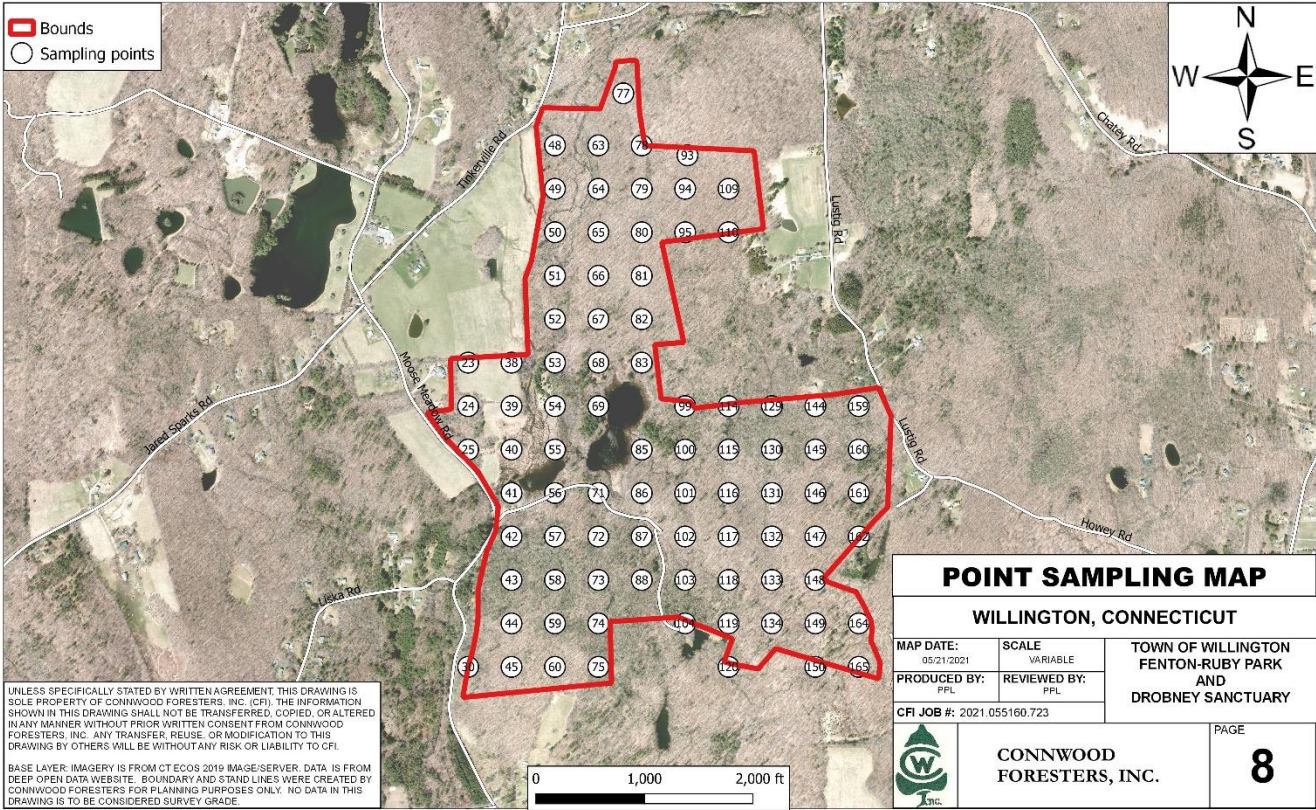 Bounds
Sampling points
N
W E
S
Tinkerville Rd
Chatey Rd
Lustig Rd
Moose Meadow Rd
Jared Sparks Rd
Lustig Rd
Howey Rd
Liska Rd
77
48 63 78 93
49 64 79 94 109
50 65 80 95 110
51 66 81
52 67 82
23 38 53 68 83
24 39 54 69 99 114 129 144 159
25 40 55 85 100 115 130 145 160
41 56 71 86 101 116 131 146 161
42 57 72 87 102 117 132 147 162
43 58 73 88 103 118 133 148
44 59 74 104 119 134 149 164
30 45 60 75 120 150 165
UNLESS SPECIFICALLY STATED BY WRITTEN AGREEMENT, THIS DRAWING IS
SOLE PROPERTY OF CONNWOOD FORESTERS, INC. (CFI). THE INFORMATION
SHOWN IN THIS DRAWING SHALL NOT BE TRANSFERRED, COPIED, OR ALTERED
IN ANY MANNER WITHOUT PRIOR WRITTEN CONSENT FROM CONNWOOD
FORESTERS, INC. ANY TRANSFER, REUSE, OR MODIFICATION TO THIS
DRAWING BY OTHERS WILL BE WITHOUT ANY RISK OR LIABILITY TO CFI.
BASE LAYER: IMAGERY IS FROM CT ECOS 2019 IMAGE/SERVER. DATA IS FROM
DEEP OPEN DATA WEBSITE. BOUNDARY AND STAND LINES WERE CREATED BY
CONNWOOD FORESTERS FOR PLANNING PURPOSES ONLY. NO DATA IN THIS
DRAWING IS TO BE CONSIDERED SURVEY GRADE.
0 1,000 2,000 ft
POINT SAMPLING MAP
WILLINGTON, CONNECTICUT
MAP DATE:
05/21/2021
SCALE
VARIABLE
PRODUCED BY:
PPL
REVIEWED BY:
PPL
CFI JOB #: 2021.055160.723
TOWN OF WILLINGTON
FENTON-RUBY PARK
AND
DROBNEY SANCTUARY
CW
INC.
CONNWOOD
FORESTERS, INC.
PAGE
8